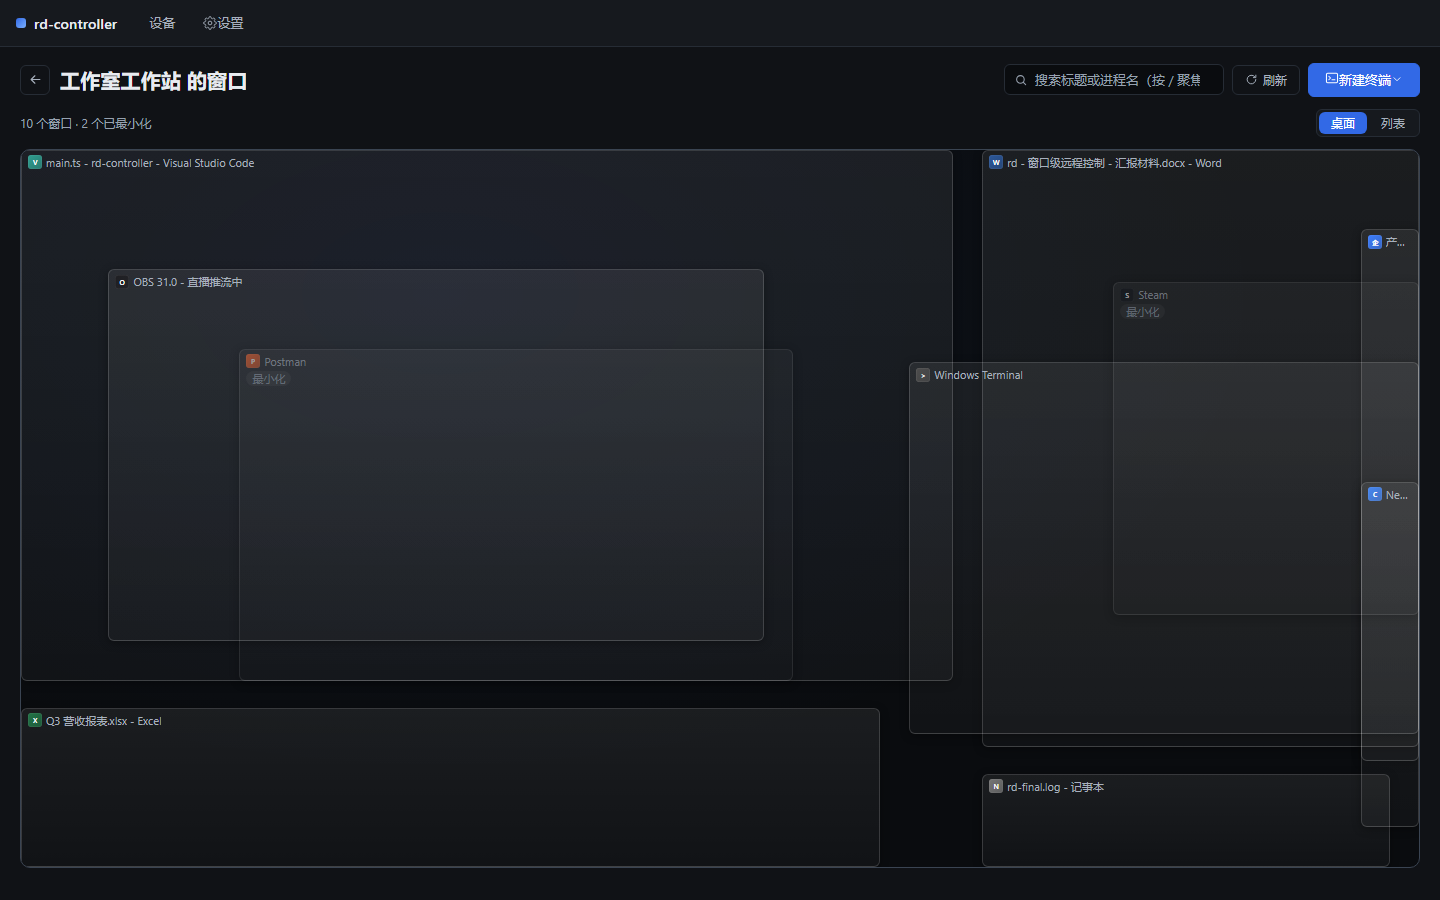 rd-controller 设备 设置
工作室工作站 的窗口
搜索标题或进程名（按 / 聚焦
刷新
新建终端
10 个窗口 · 2 个已最小化
桌面 列表
main.ts - rd-controller - Visual Studio Code
rd - 窗口级远程控制 - 汇报材料.docx - Word
产...
OBS 31.0 - 直播推流中
Steam
最小化
Postman
最小化
Windows Terminal
Ne...
Q3 营收报表.xlsx - Excel
rd-final.log - 记事本